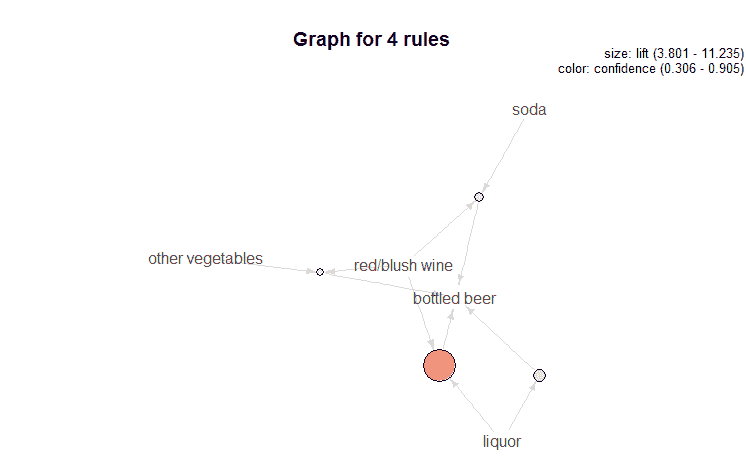 Graph for 4 rules
size: lift (3.801 - 11.235)
color: confidence (0.306 - 0.905)
soda
other vegetables
red/blush wine
bottled beer
liquor